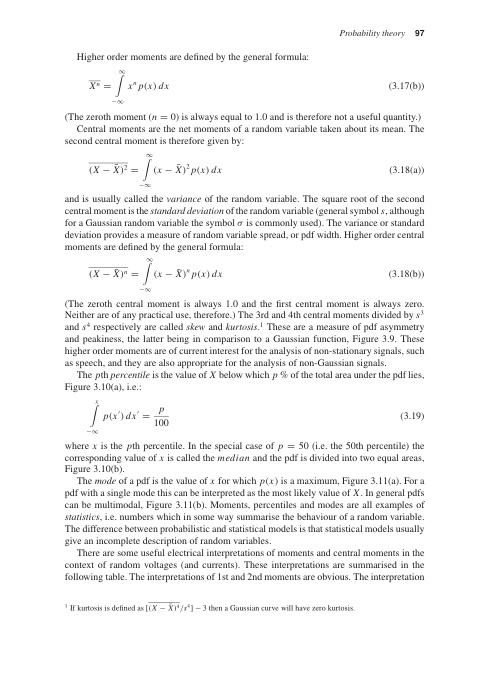 Probability theory 97
Higher order moments are defined by the general formula:
$\overline{X^n} = \int_{-\infty}^{\infty} x^n p(x)\, dx$ (3.17(b))
(The zeroth moment (n = 0) is always equal to 1.0 and is therefore not a useful quantity.)
Central moments are the net moments of a random variable taken about its mean. The
second central moment is therefore given by:
$\overline{(X - \bar{X})^2} = \int_{-\infty}^{\infty} (x - \bar{X})^2 p(x)\, dx$ (3.18(a))
and is usually called the variance of the random variable. The square root of the second
central moment is the standard deviation of the random variable (general symbol s, although
for a Gaussian random variable the symbol σ is commonly used). The variance or standard
deviation provides a measure of random variable spread, or pdf width. Higher order central
moments are defined by the general formula:
$\overline{(X - \bar{X})^n} = \int_{-\infty}^{\infty} (x - \bar{X})^n p(x)\, dx$ (3.18(b))
(The zeroth central moment is always 1.0 and the first central moment is always zero.
Neither are of any practical use, therefore.) The 3rd and 4th central moments divided by s³
and s⁴ respectively are called skew and kurtosis.¹ These are a measure of pdf asymmetry
and peakiness, the latter being in comparison to a Gaussian function, Figure 3.9. These
higher order moments are of current interest for the analysis of non-stationary signals, such
as speech, and they are also appropriate for the analysis of non-Gaussian signals.
The pth percentile is the value of X below which p % of the total area under the pdf lies,
Figure 3.10(a), i.e.:
$\int_{-\infty}^{x} p(x')\, dx' = \frac{p}{100}$ (3.19)
where x is the pth percentile. In the special case of p = 50 (i.e. the 50th percentile) the
corresponding value of x is called the median and the pdf is divided into two equal areas,
Figure 3.10(b).
The mode of a pdf is the value of x for which p(x) is a maximum, Figure 3.11(a). For a
pdf with a single mode this can be interpreted as the most likely value of X. In general pdfs
can be multimodal, Figure 3.11(b). Moments, percentiles and modes are all examples of
statistics, i.e. numbers which in some way summarise the behaviour of a random variable.
The difference between probabilistic and statistical models is that statistical models usually
give an incomplete description of random variables.
There are some useful electrical interpretations of moments and central moments in the
context of random voltages (and currents). These interpretations are summarised in the
following table. The interpretations of 1st and 2nd moments are obvious. The interpretation
¹ If kurtosis is defined as $[\overline{(X - \bar{X})^4}/s^4] - 3$ then a Gaussian curve will have zero kurtosis.